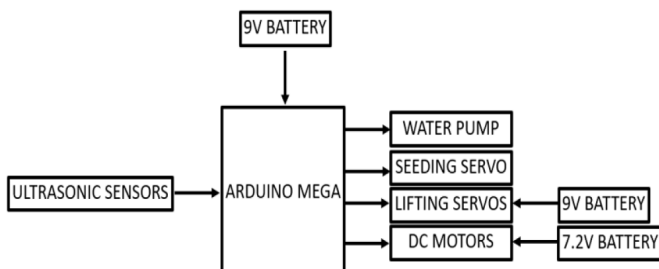 9V BATTERY
WATER PUMP
SEEDING SERVO
ULTRASONIC SENSORS
ARDUINO MEGA
LIFTING SERVOS
9V BATTERY
DC MOTORS
7.2V BATTERY